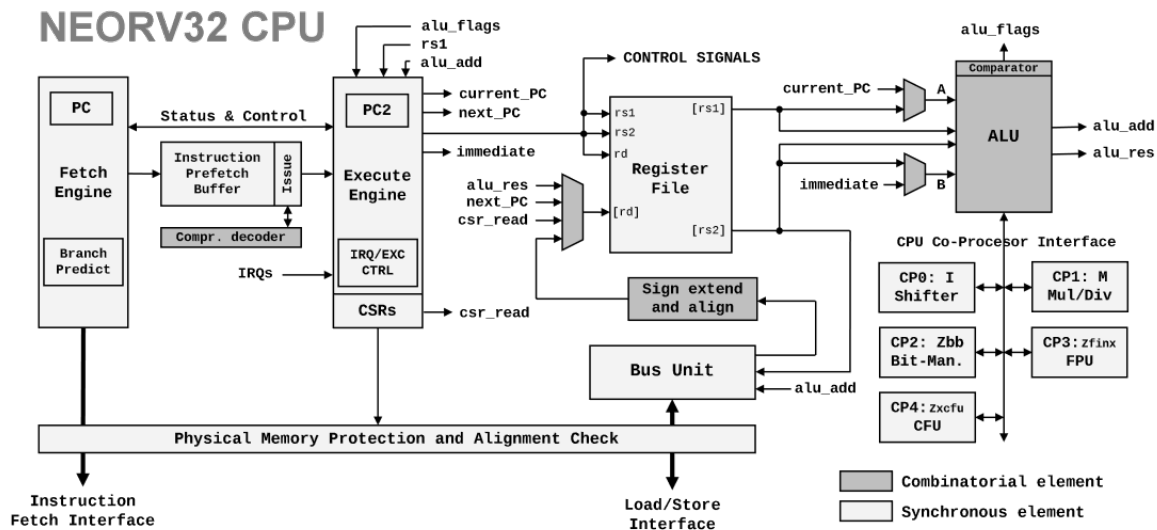 NEORV32 CPU
alu_flags
rs1
alu_add
PC
Fetch
Engine
Branch
Predict
Status & Control
Instruction
Prefetch
Buffer
Issue
Compr. decoder
IRQs
PC2
Execute
Engine
IRQ/EXC
CTRL
CSRs
current_PC
next_PC
immediate
csr_read
CONTROL SIGNALS
alu_res
next_PC
csr_read
rs1
rs2
rd
[rd]
[rs1]
Register
File
[rs2]
Sign extend
and align
Bus Unit
alu_add
current_PC
A
immediate
B
alu_flags
Comparator
ALU
alu_add
alu_res
CPU Co-Procesor Interface
CP0: I
Shifter
CP1: M
Mul/Div
CP2: Zbb
Bit-Man.
CP3: Zfinx
FPU
CP4: Zxcfu
CFU
Physical Memory Protection and Alignment Check
Instruction
Fetch Interface
Load/Store
Interface
Combinatorial element
Synchronous element